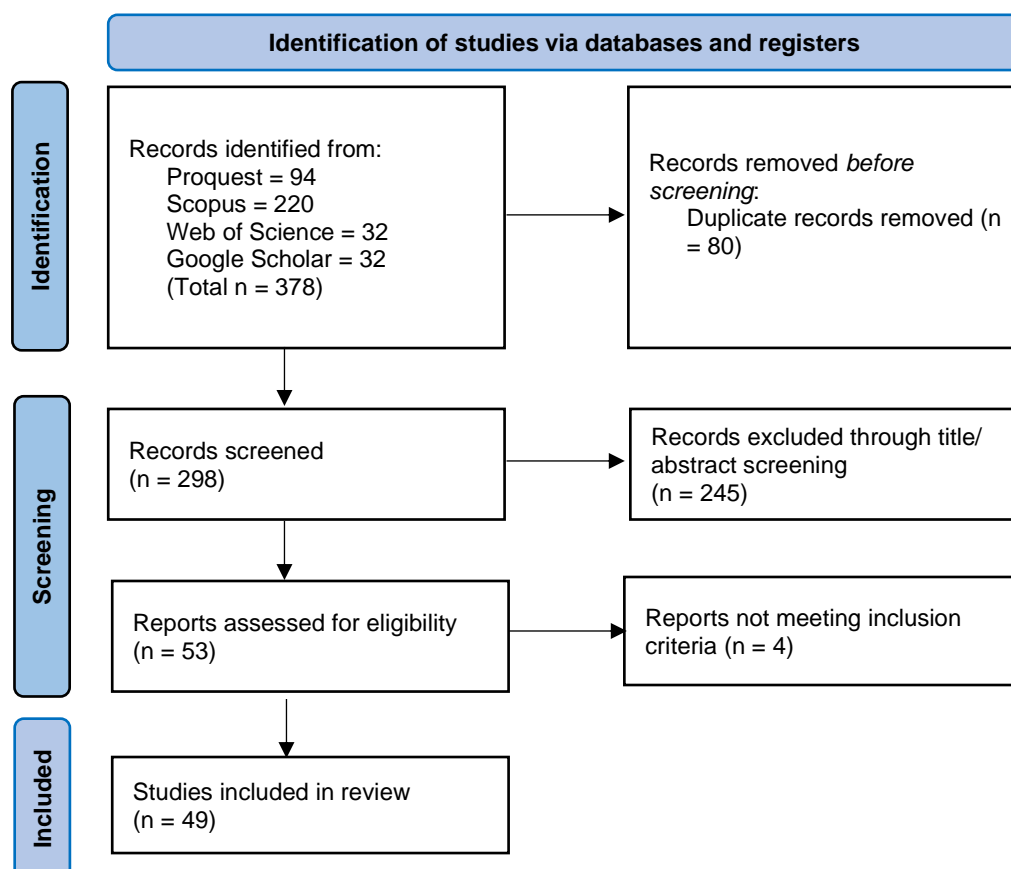 Identification of studies via databases and registers
Identification
Records identified from:
Proquest = 94
Scopus = 220
Web of Science = 32
Google Scholar = 32
(Total n = 378)
Records removed before
screening:
Duplicate records removed (n
= 80)
Screening
Records screened
(n = 298)
Records excluded through title/
abstract screening
(n = 245)
Reports assessed for eligibility
(n = 53)
Reports not meeting inclusion
criteria (n = 4)
Included
Studies included in review
(n = 49)